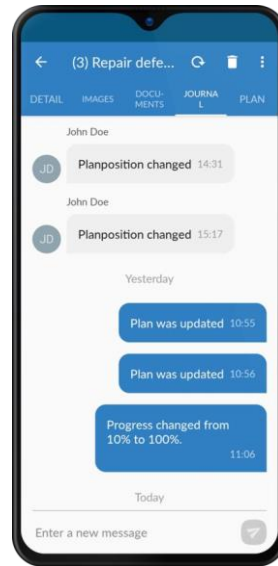 (3) Repair defe...
DETAIL
IMAGES
DOCU-
MENTS
JOURNA
L
PLAN
John Doe
JD
Planposition changed 14:31
John Doe
JD
Planposition changed 15:17
Yesterday
Plan was updated 10:55
Plan was updated 10:56
Progress changed from
10% to 100%.
11:06
Today
Enter a new message